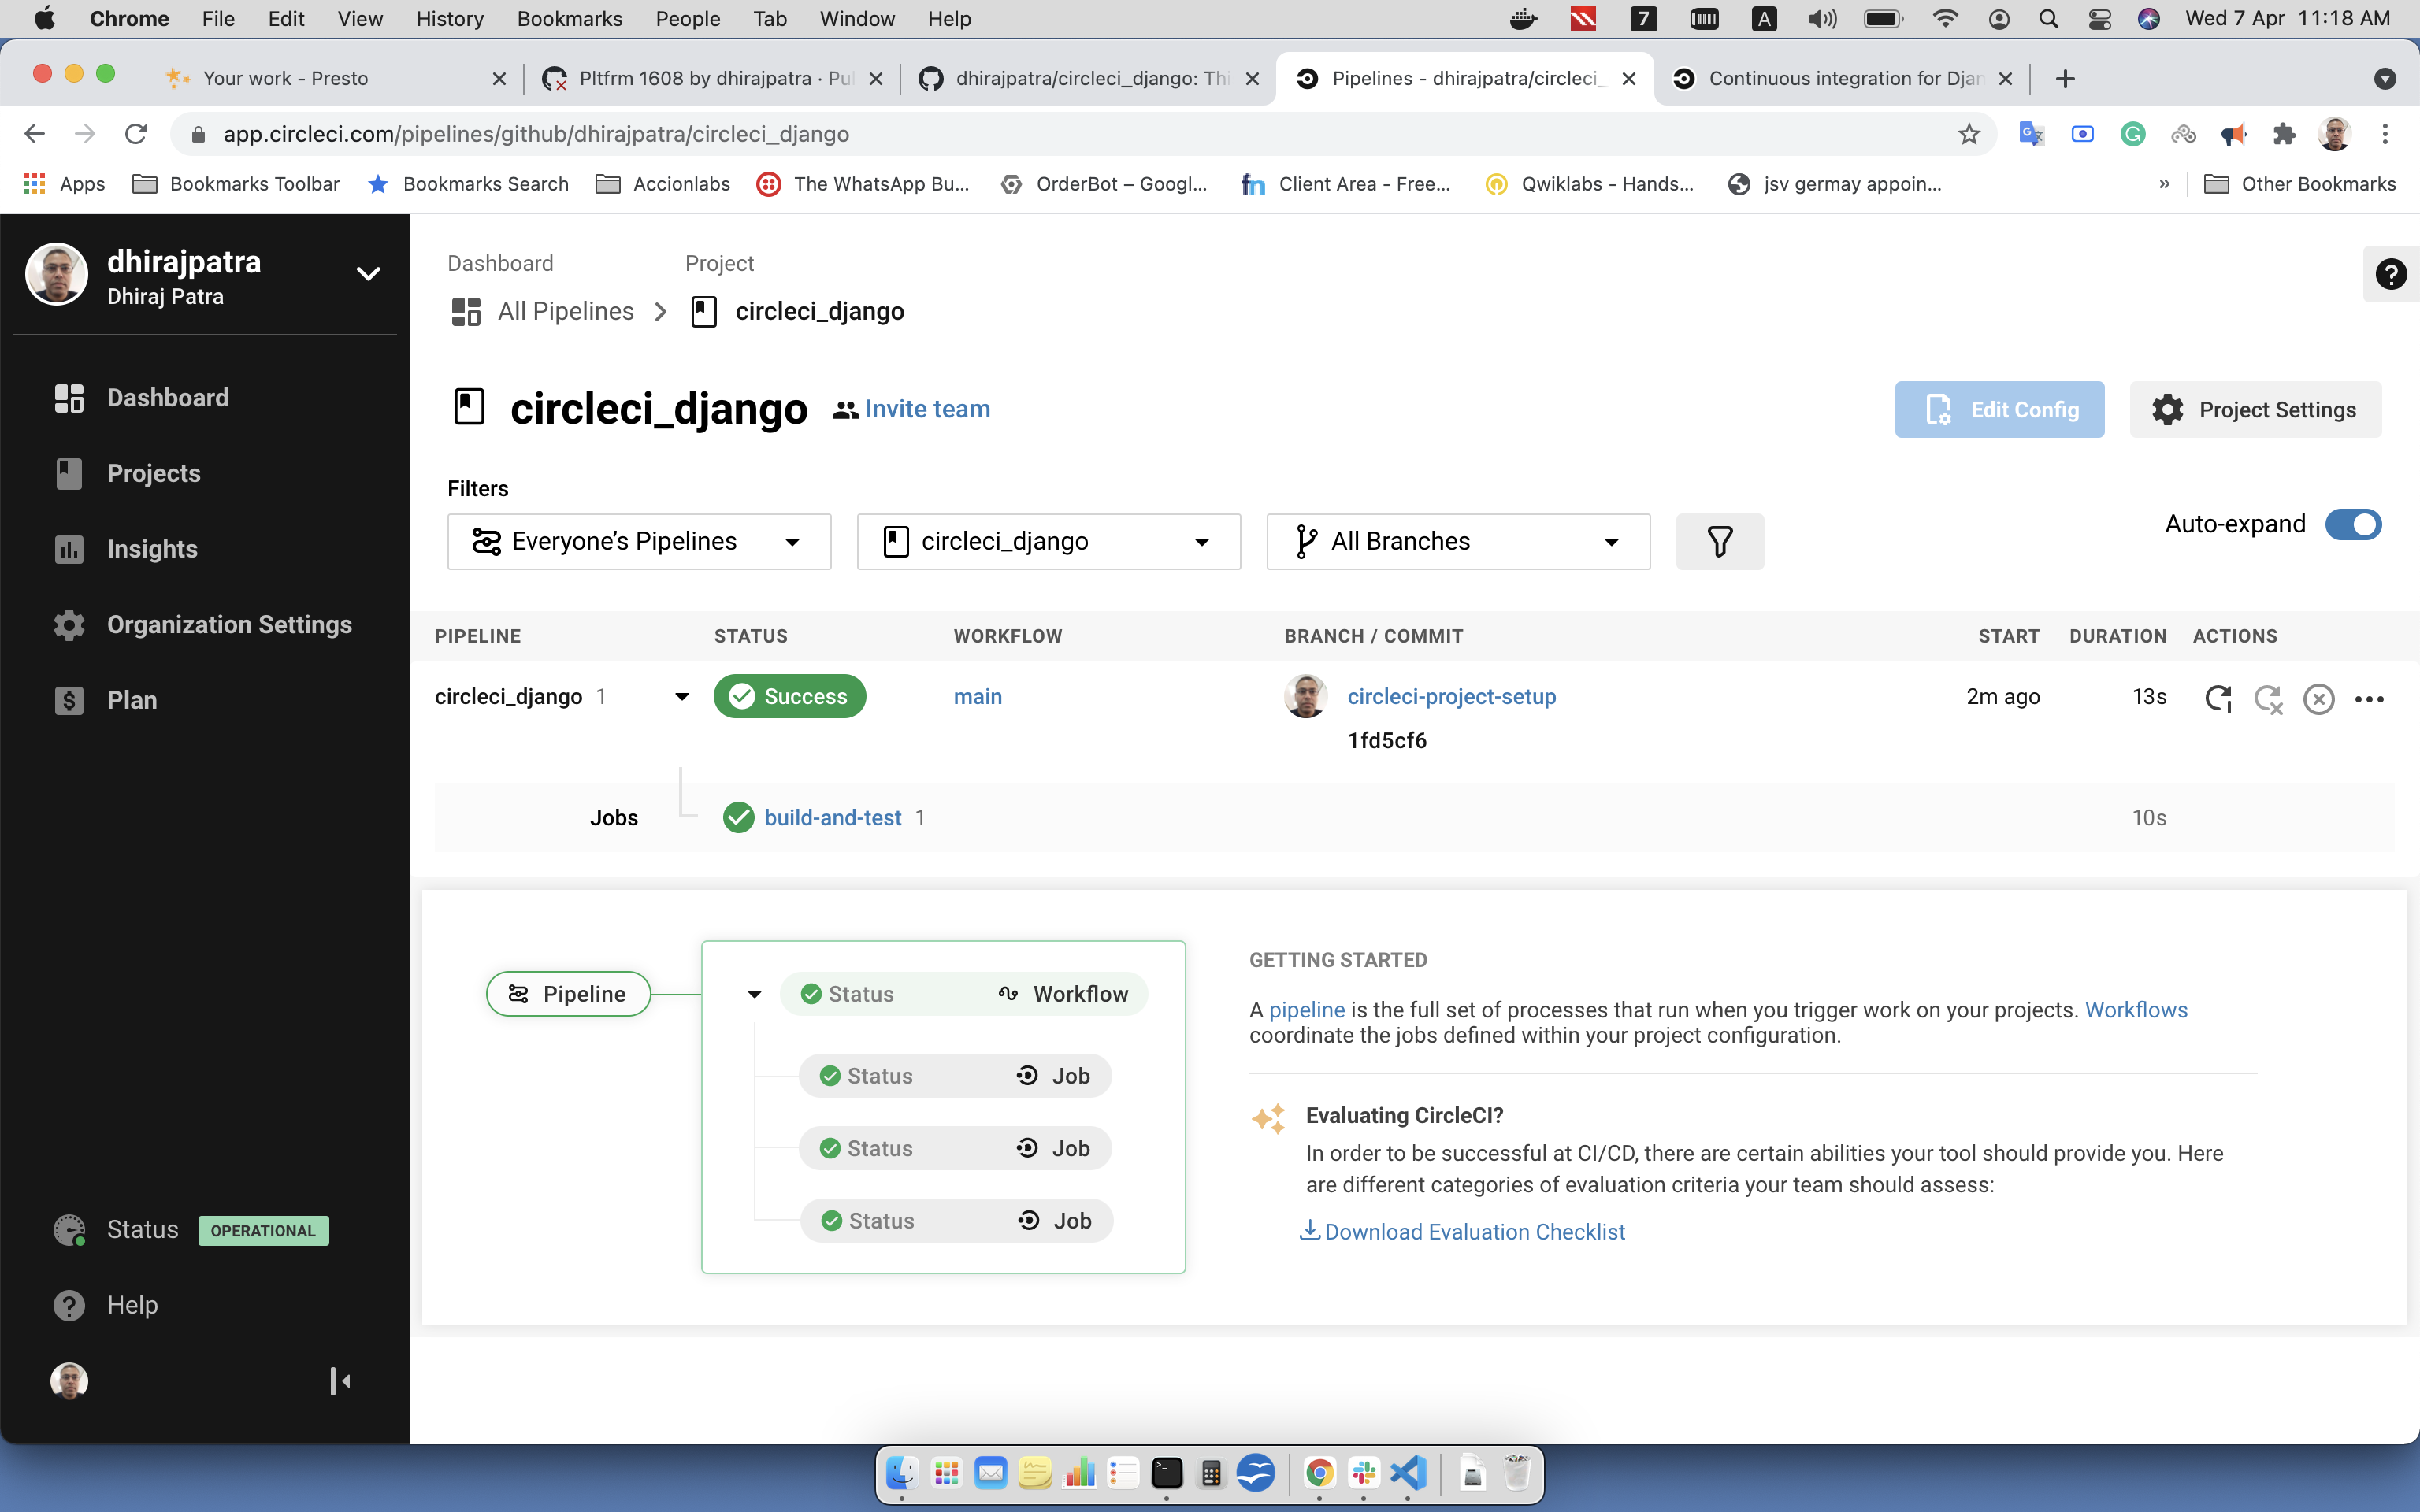 Chrome File Edit View History Bookmarks People Tab Window Help 7 A Wed 7 Apr 11:18 AM
Your work - Presto Pltfrm 1608 by dhirajpatra · Pul dhirajpatra/circleci_django: Thi Pipelines - dhirajpatra/circleci_ Continuous integration for Djan
app.circleci.com/pipelines/github/dhirajpatra/circleci_django
Apps Bookmarks Toolbar Bookmarks Search Accionlabs The WhatsApp Bu... OrderBot – Googl... Client Area - Free... Qwiklabs - Hands... jsv germay appoin... » Other Bookmarks
dhirajpatra
Dhiraj Patra
Dashboard
Projects
Insights
Organization Settings
Plan
Status OPERATIONAL
Help
Dashboard Project
All Pipelines circleci_django
circleci_django Invite team Edit Config Project Settings
Filters
Everyone’s Pipelines circleci_django All Branches Auto-expand
PIPELINE STATUS WORKFLOW BRANCH / COMMIT START DURATION ACTIONS
circleci_django 1 Success main circleci-project-setup 2m ago 13s
1fd5cf6
Jobs build-and-test 1 10s
Pipeline
Status Workflow
Status Job
Status Job
Status Job
GETTING STARTED
A pipeline is the full set of processes that run when you trigger work on your projects. Workflows
coordinate the jobs defined within your project configuration.
Evaluating CircleCI?
In order to be successful at CI/CD, there are certain abilities your tool should provide you. Here
are different categories of evaluation criteria your team should assess:
Download Evaluation Checklist